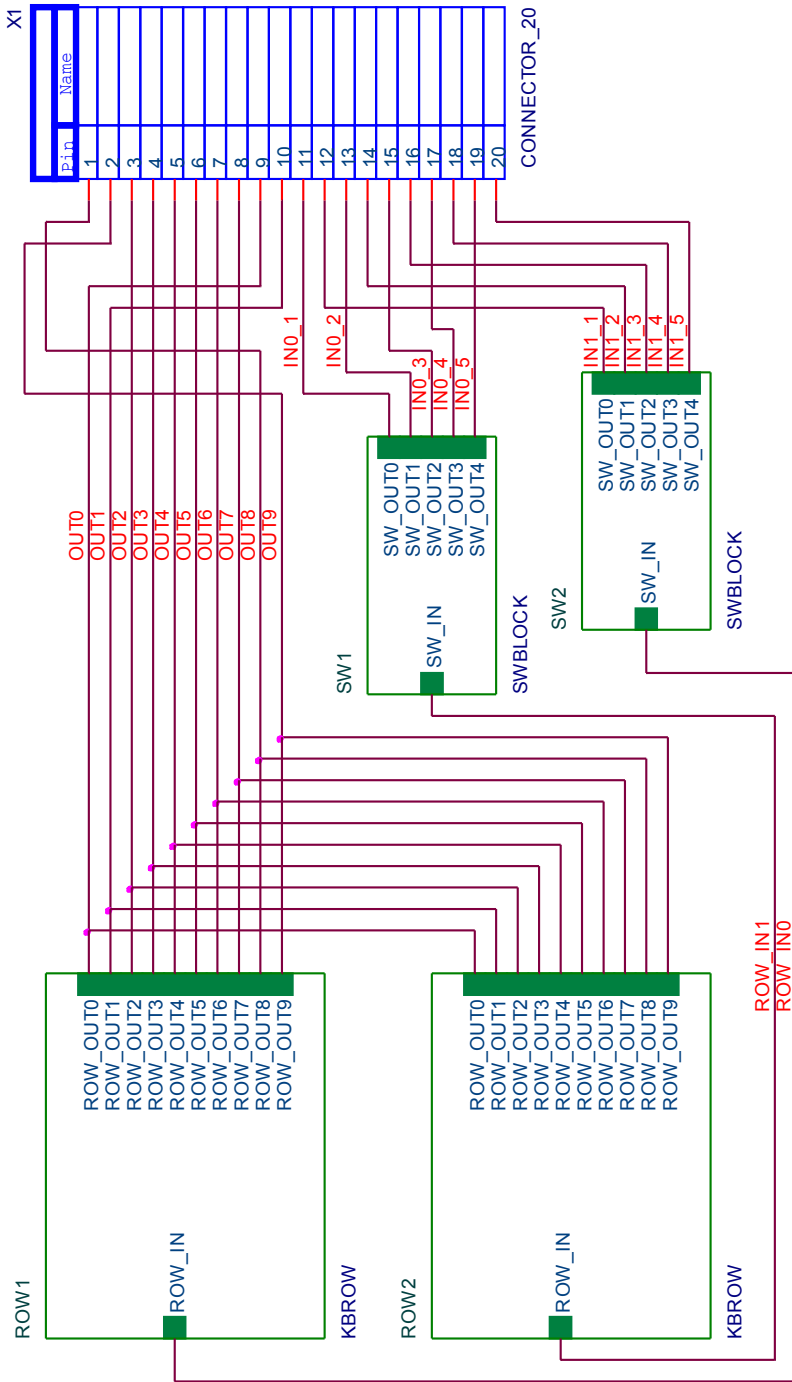 X1
Pin Name
1
2
3
4
5
6
7
8
9
10
11
12
13
14
15
16
17
18
19
20
CONNECTOR_20
OUT0
OUT1
OUT2
OUT3
OUT4
OUT5
OUT6
OUT7
OUT8
OUT9
IN0_1
IN0_2
IN0_3
IN0_4
IN0_5
IN1_1
IN1_2
IN1_3
IN1_4
IN1_5
SW1
SW_IN
SW_OUT0
SW_OUT1
SW_OUT2
SW_OUT3
SW_OUT4
SWBLOCK
SW2
SW_IN
SW_OUT0
SW_OUT1
SW_OUT2
SW_OUT3
SW_OUT4
SWBLOCK
ROW1
ROW_IN
ROW_OUT0
ROW_OUT1
ROW_OUT2
ROW_OUT3
ROW_OUT4
ROW_OUT5
ROW_OUT6
ROW_OUT7
ROW_OUT8
ROW_OUT9
KBROW
ROW2
ROW_IN
ROW_OUT0
ROW_OUT1
ROW_OUT2
ROW_OUT3
ROW_OUT4
ROW_OUT5
ROW_OUT6
ROW_OUT7
ROW_OUT8
ROW_OUT9
KBROW
ROW_IN1
ROW_IN0